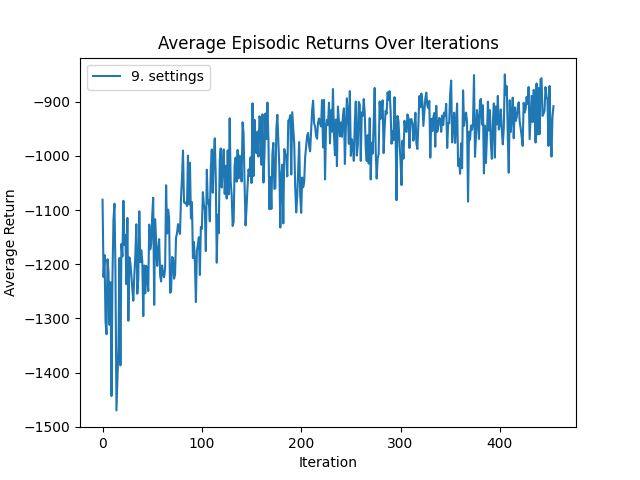 Average Episodic Returns Over Iterations
9. settings
Average Return
−900
−1000
−1100
−1200
−1300
−1400
−1500
0 100 200 300 400
Iteration